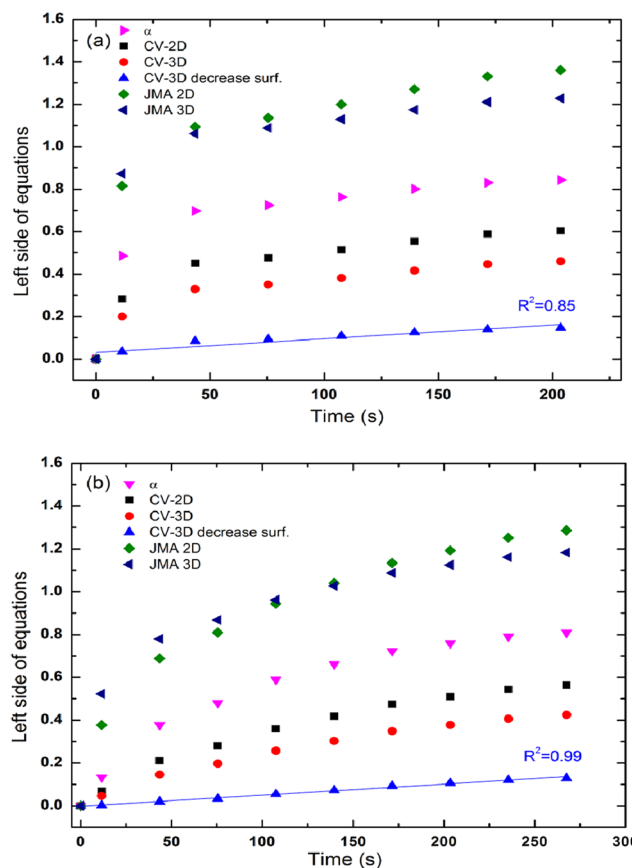 (a)
α
CV-2D
CV-3D
CV-3D decrease surf.
JMA 2D
JMA 3D
1.6
1.4
1.2
1.0
0.8
0.6
0.4
0.2
0.0
Left side of equations
R²=0.85
0
50
100
150
200
Time (s)
(b)
α
CV-2D
CV-3D
CV-3D decrease surf.
JMA 2D
JMA 3D
1.6
1.4
1.2
1.0
0.8
0.6
0.4
0.2
0.0
Left side of equations
R²=0.99
0
50
100
150
200
250
300
Time (s)